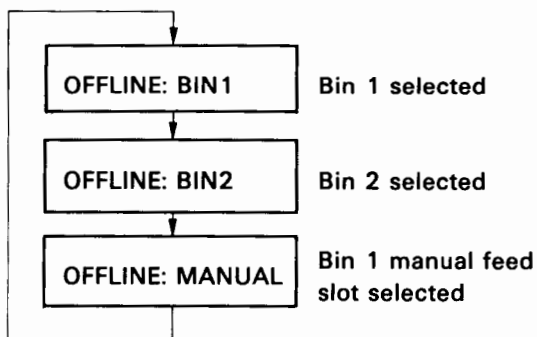 OFFLINE: BIN1
Bin 1 selected
OFFLINE: BIN2
Bin 2 selected
OFFLINE: MANUAL
Bin 1 manual feed
slot selected